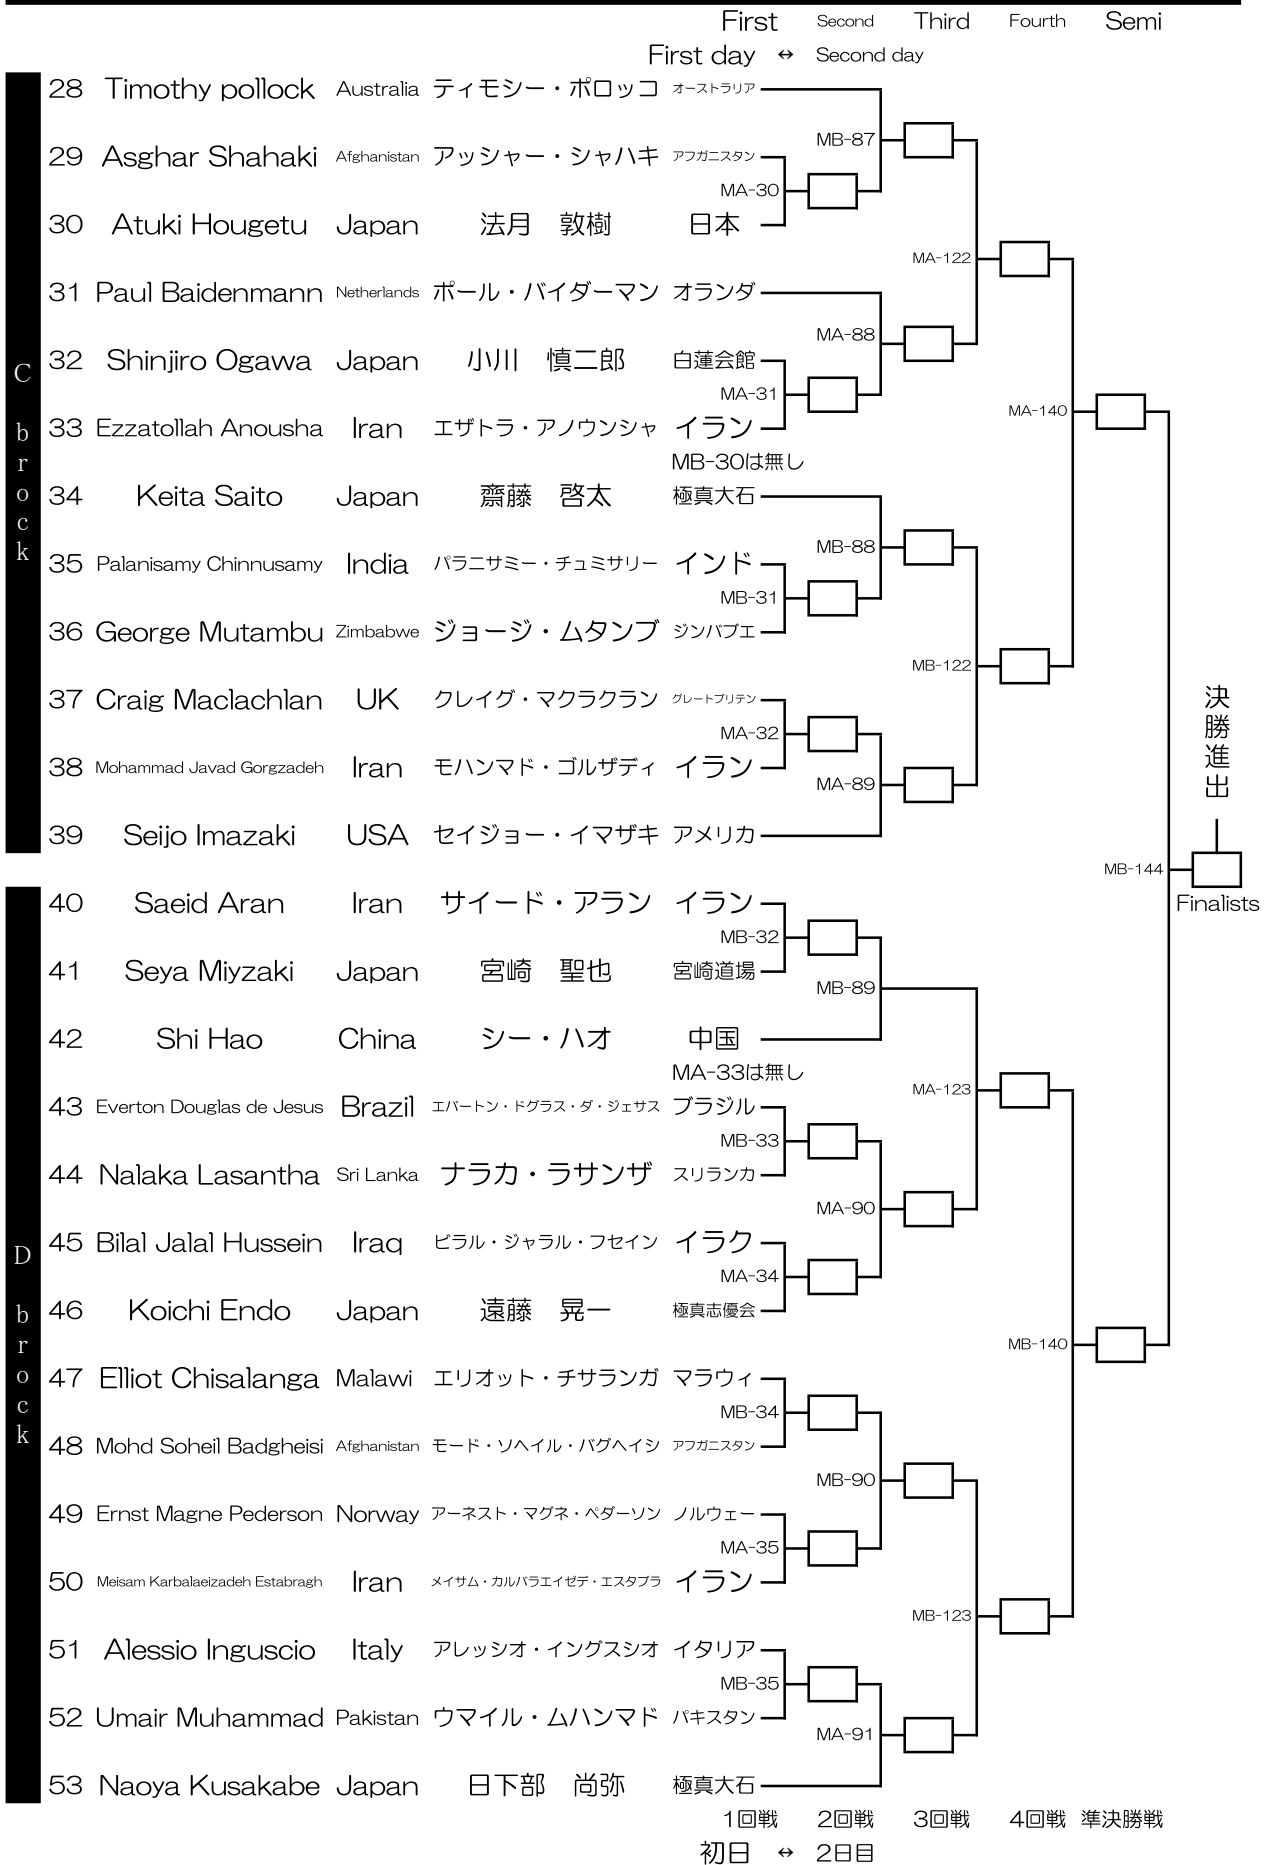 First Second Third Fourth Semi
First day ↔ Second day
28 Timothy pollock Australia ティモシー・ポロッコ オーストラリア
MB-87
29 Asghar Shahaki Afghanistan アッシャー・シャハキ アフガニスタン
MA-30
30 Atuki Hougetu Japan 法月 敦樹 日本
MA-122
31 Paul Baidenmann Netherlands ポール・バイダーマン オランダ
MA-88
32 Shinjiro Ogawa Japan 小川 慎二郎 白蓮会館
C brock
MA-31
MA-140
33 Ezzatollah Anousha Iran エザトラ・アノウンシャ イラン
MB-30は無し
34 Keita Saito Japan 齋藤 啓太 極真大石
MB-88
35 Palanisamy Chinnusamy India パラニサミー・チュミサリー インド
MB-31
36 George Mutambu Zimbabwe ジョージ・ムタンブ ジンバブエ
MB-122
37 Craig Maclachlan UK クレイグ・マクラクラン グレートブリテン
MA-32
決勝進出
38 Mohammad Javad Gorgzadeh Iran モハンマド・ゴルザディ イラン
MA-89
39 Seijo Imazaki USA セイジョー・イマザキ アメリカ
MB-144
40 Saeid Aran Iran サイード・アラン イラン
Finalists
MB-32
41 Seya Miyzaki Japan 宮崎 聖也 宮崎道場
MB-89
42 Shi Hao China シー・ハオ 中国
MA-33は無し
MA-123
43 Everton Douglas de Jesus Brazil エバートン・ドグラス・ダ・ジェサス ブラジル
MB-33
44 Nalaka Lasantha Sri Lanka ナラカ・ラサンザ スリランカ
MA-90
45 Bilal Jalal Hussein Iraq ビラル・ジャラル・フセイン イラク
D brock
MA-34
46 Koichi Endo Japan 遠藤 晃一 極真志優会
MB-140
47 Elliot Chisalanga Malawi エリオット・チサランガ マラウィ
MB-34
48 Mohd Soheil Badgheisi Afghanistan モード・ソヘイル・バグヘイシ アフガニスタン
MB-90
49 Ernst Magne Pederson Norway アーネスト・マグネ・ペダーソン ノルウェー
MA-35
50 Meisam Karbalaeizadeh Estabragh Iran メイサム・カルバラエイゼデ・エスタブラ イラン
MB-123
51 Alessio Inguscio Italy アレッシオ・イングスシオ イタリア
MB-35
52 Umair Muhammad Pakistan ウマイル・ムハンマド パキスタン
MA-91
53 Naoya Kusakabe Japan 日下部 尚弥 極真大石
1回戦 2回戦 3回戦 4回戦 準決勝戦
初日 ↔ 2日目